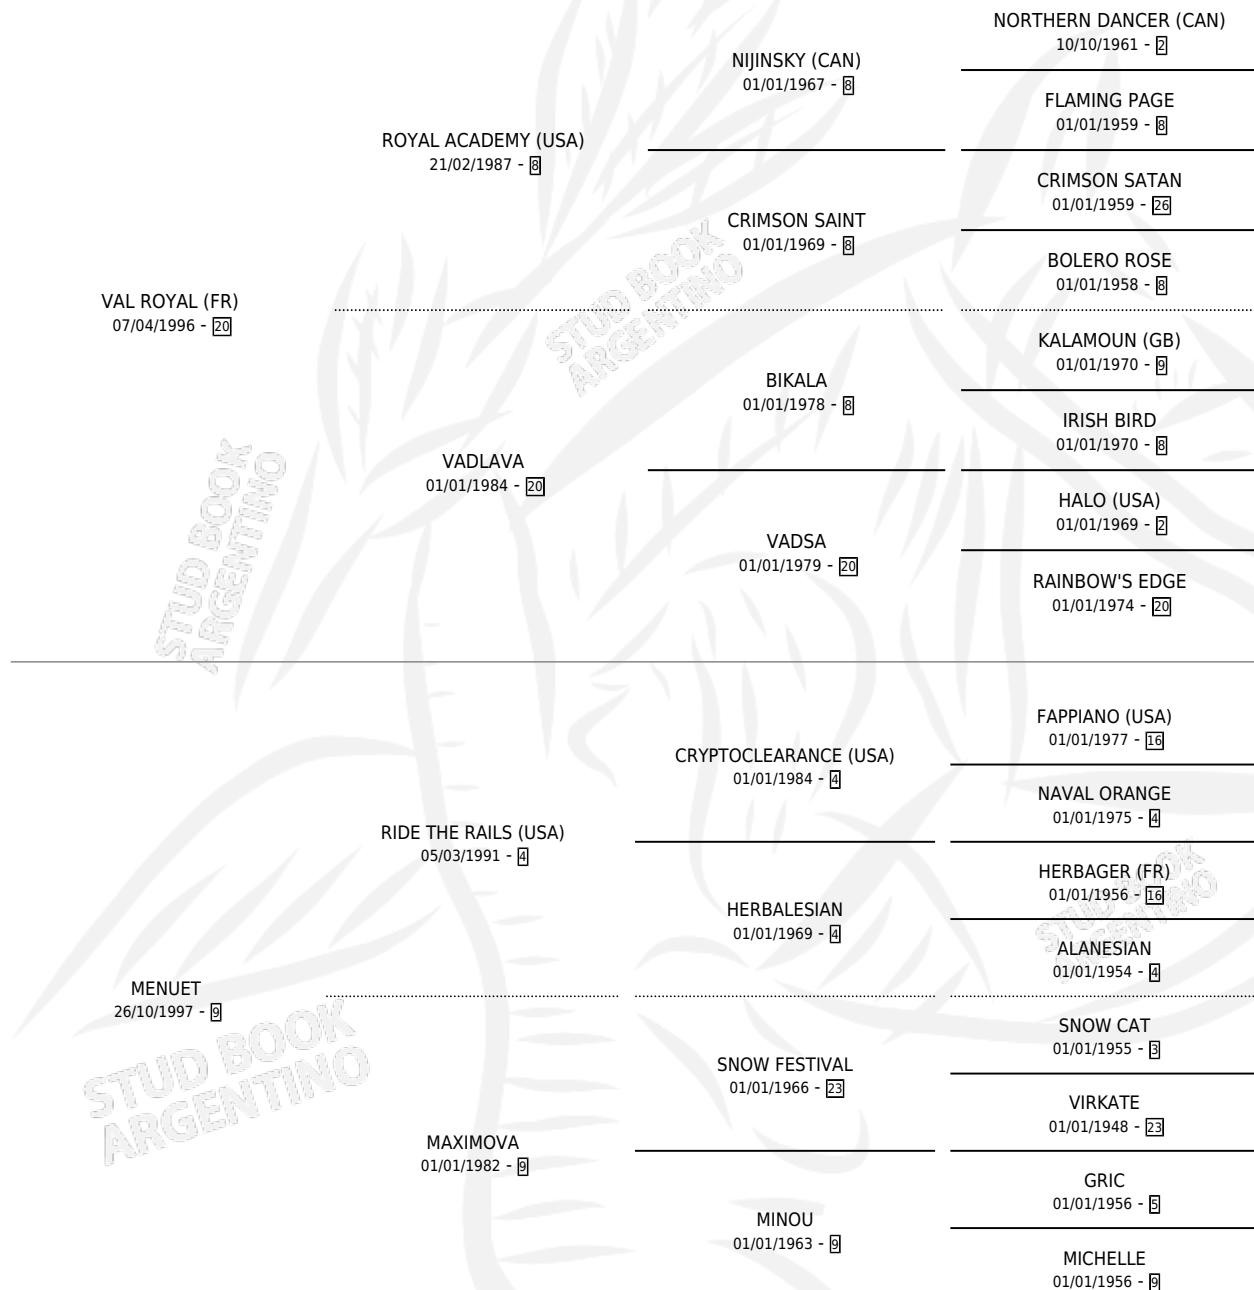 NORTHERN DANCER (CAN)
10/10/1961 - 2
NIJINSKY (CAN)
01/01/1967 - 8
FLAMING PAGE
01/01/1959 - 8
ROYAL ACADEMY (USA)
21/02/1987 - 8
CRIMSON SATAN
01/01/1959 - 26
CRIMSON SAINT
01/01/1969 - 8
BOLERO ROSE
01/01/1958 - 8
VAL ROYAL (FR)
07/04/1996 - 20
STUD BOOK
ARGENTINO
KALAMOUN (GB)
01/01/1970 - 9
BIKALA
01/01/1978 - 8
IRISH BIRD
01/01/1970 - 8
VADLAVA
01/01/1984 - 20
STUD BOOK
ARGENTINO
HALO (USA)
01/01/1969 - 2
VADSA
01/01/1979 - 20
RAINBOW'S EDGE
01/01/1974 - 20
FAPPIANO (USA)
01/01/1977 - 16
CRYPTOCLEARANCE (USA)
01/01/1984 - 4
NAVAL ORANGE
01/01/1975 - 4
RIDE THE RAILS (USA)
05/03/1991 - 4
HERBAGER (FR)
01/01/1956 - 16
STUD BOOK
ARGENTINO
HERBALESIAN
01/01/1969 - 4
ALANESIAN
01/01/1954 - 4
MENUET
26/10/1997 - 9
STUD BOOK
ARGENTINO
SNOW CAT
01/01/1955 - 3
SNOW FESTIVAL
01/01/1966 - 23
VIRKATE
01/01/1948 - 23
MAXIMOVA
01/01/1982 - 9
GRIC
01/01/1956 - 5
MINOU
01/01/1963 - 9
MICHELLE
01/01/1956 - 9